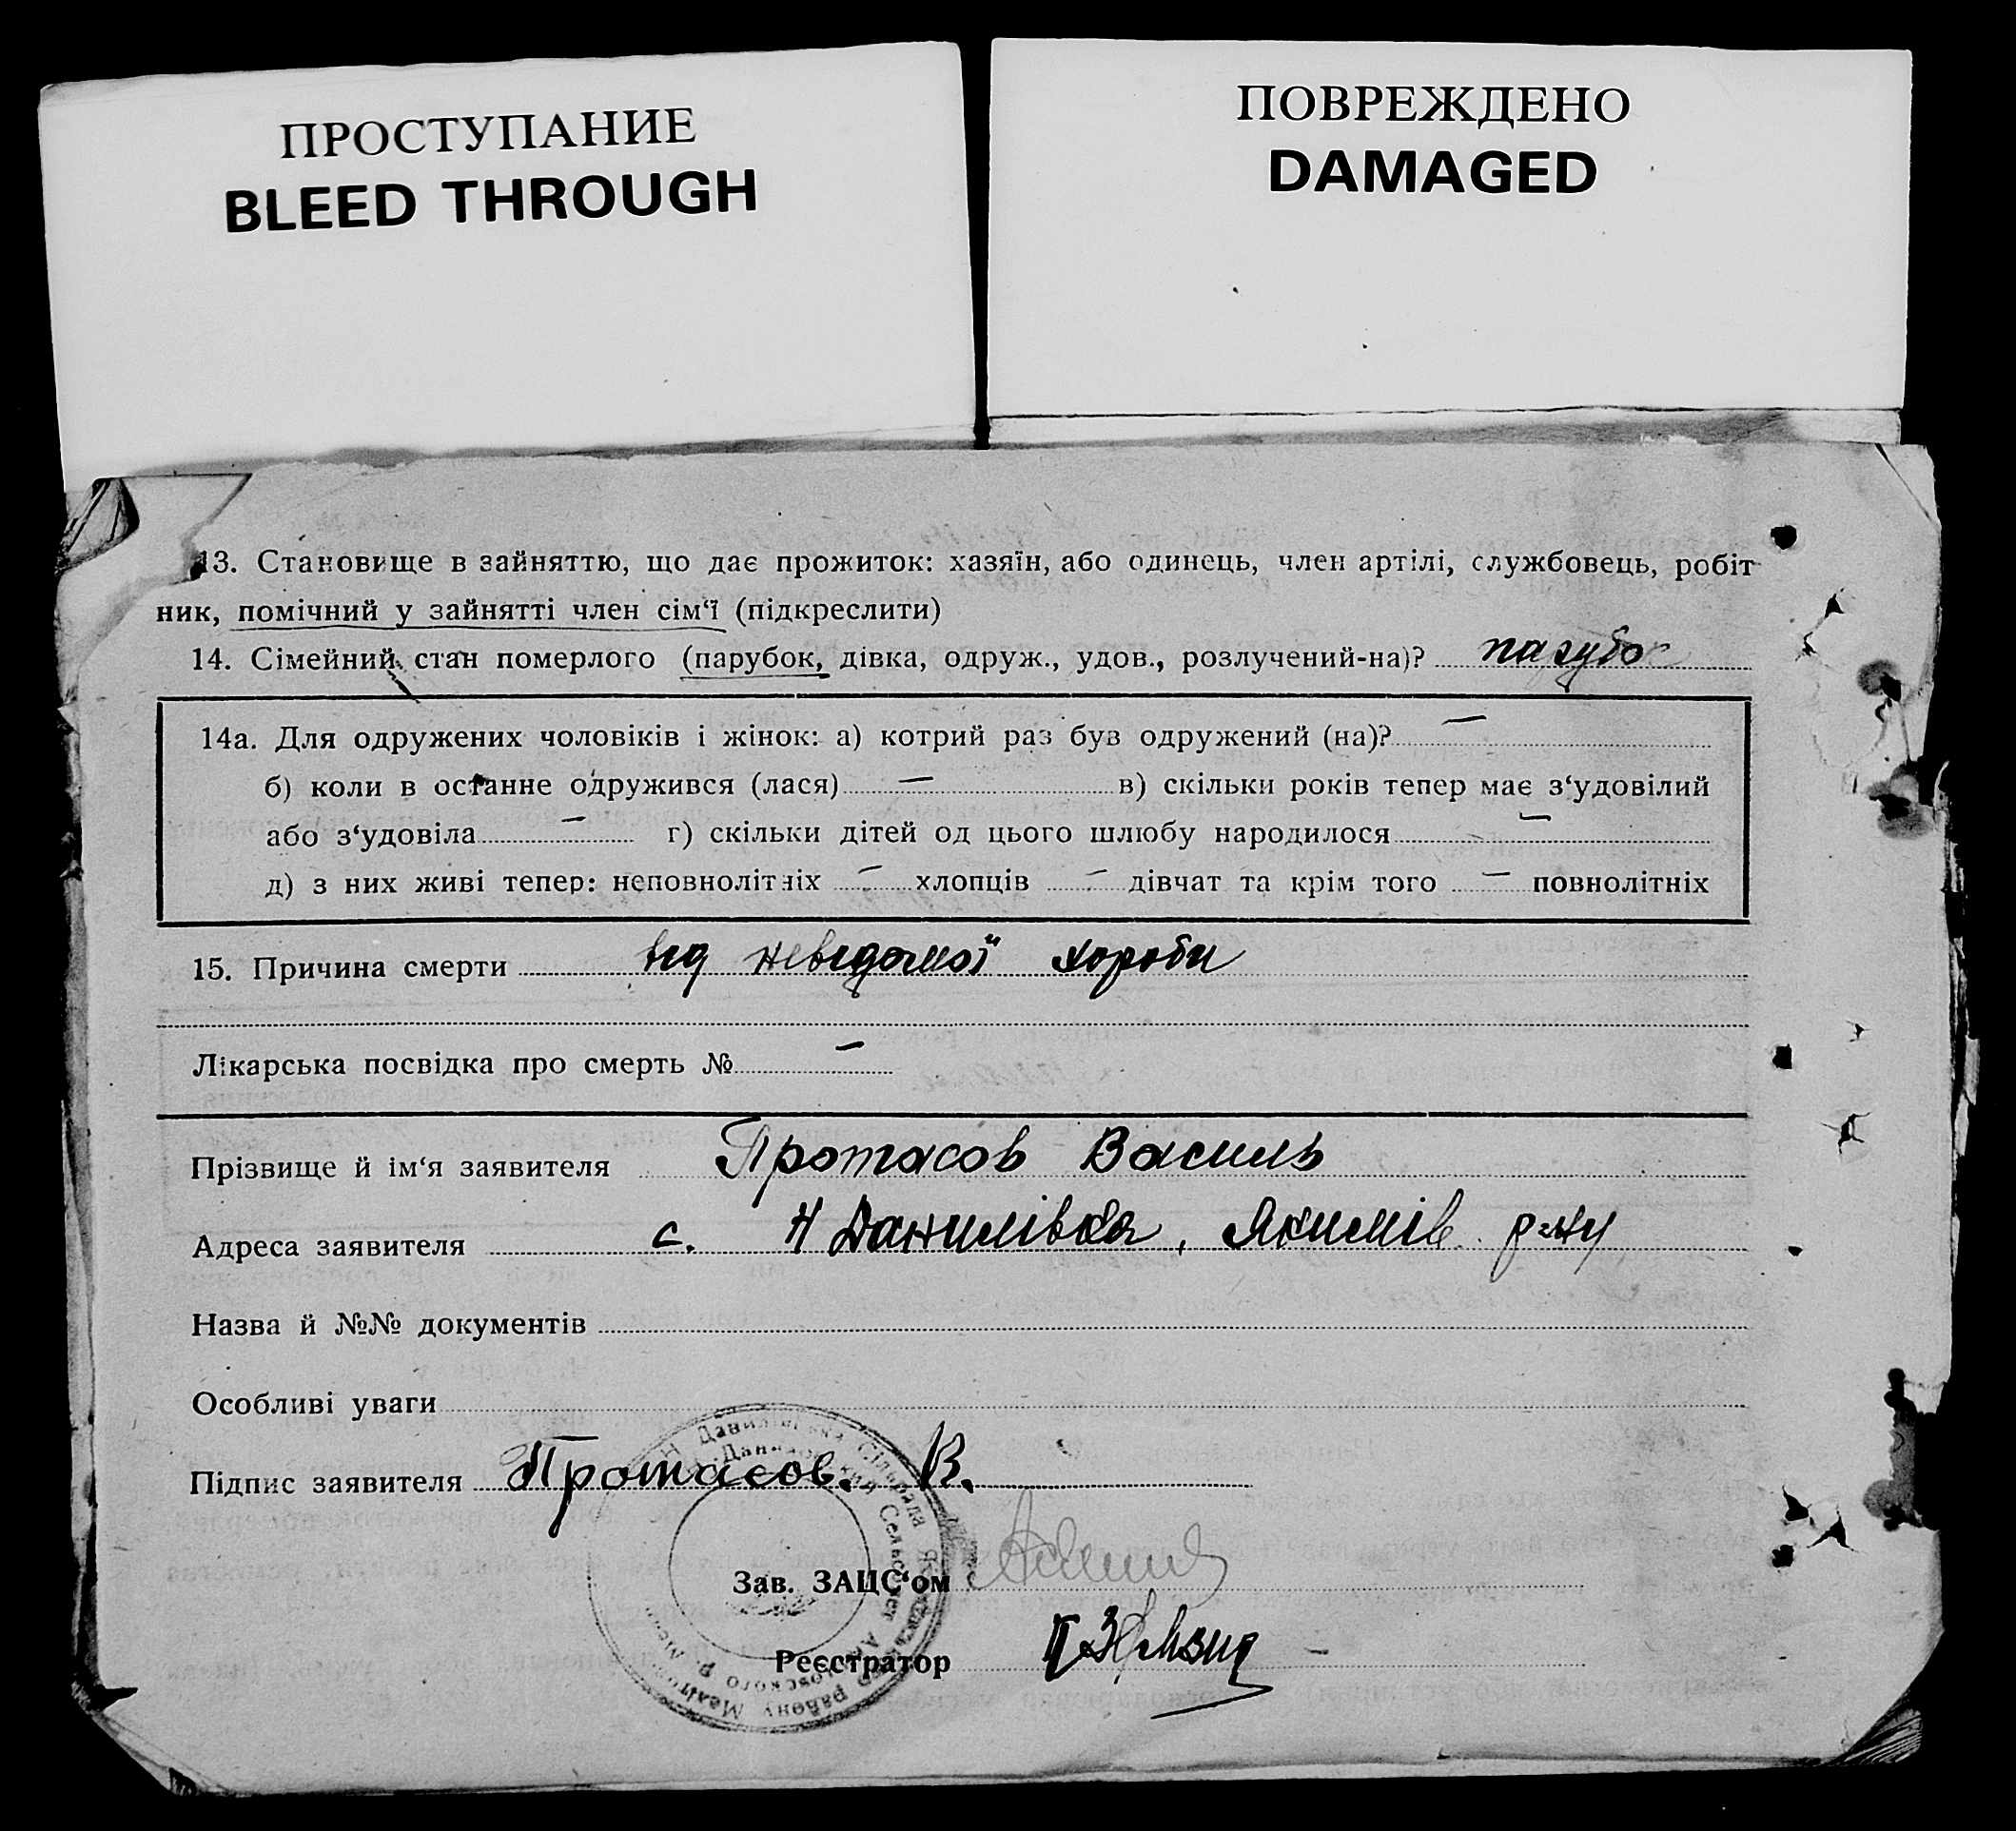 ПРОСТУПАНИЕ
BLEED THROUGH
ПОВРЕЖДЕНО
DAMAGED
13. Становище в зайняттю, що дає прожиток: хазяїн, або одинець, член артілі, службовець, робіт-
ник, помічний у зайнятті член сім‘ї (підкреслити)
14. Сімейний стан померлого (парубок, дівка, одруж., удов., розлучений-на)? парубок
14а. Для одружених чоловіків і жінок: а) котрий раз був одружений (на)? —
б) коли в останне одружився (лася) — в) скільки років тепер має з‘удовілий
або з‘удовіла — г) скільки дітей од цього шлюбу народилося —
д) з них живі тепер: неповнолітніх — хлопців — дівчат та крім того — повнолітніх
15. Причина смерти від невідомої хороби
Лікарська посвідка про смерть № —
Прізвище й ім‘я заявителя Протасов Василь
Адреса заявителя с. Н Данилівка, Якимів. р-ну
Назва й №№ документів
Особливі уваги
Підпис заявителя Протасов. В.
Зав. ЗАЦС‘ом
Реєстратор